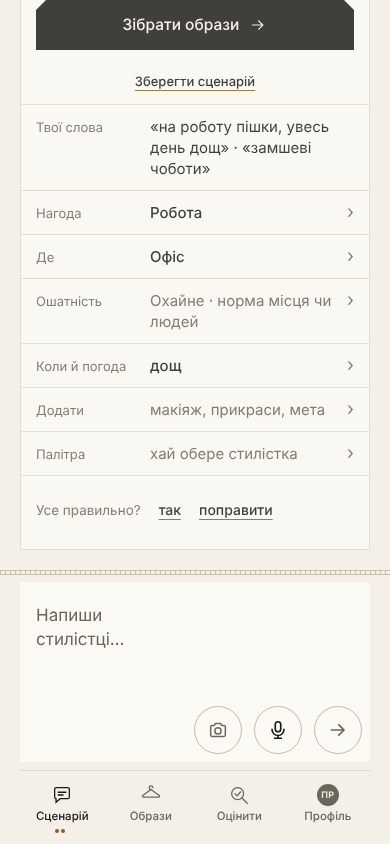 Зібрати образи →
Зберегти сценарій
Твої слова
«на роботу пішки, увесь
день дощ» · «замшеві
чоботи»
Нагода
Робота
Де
Офіс
Ошатність
Охайне · норма місця чи
людей
Коли й погода
дощ
Додати
макіяж, прикраси, мета
Палітра
хай обере стилістка
Усе правильно? так поправити
Напиши
стилістці...
Сценарій
Образи
Оцінити
ПР
Профіль